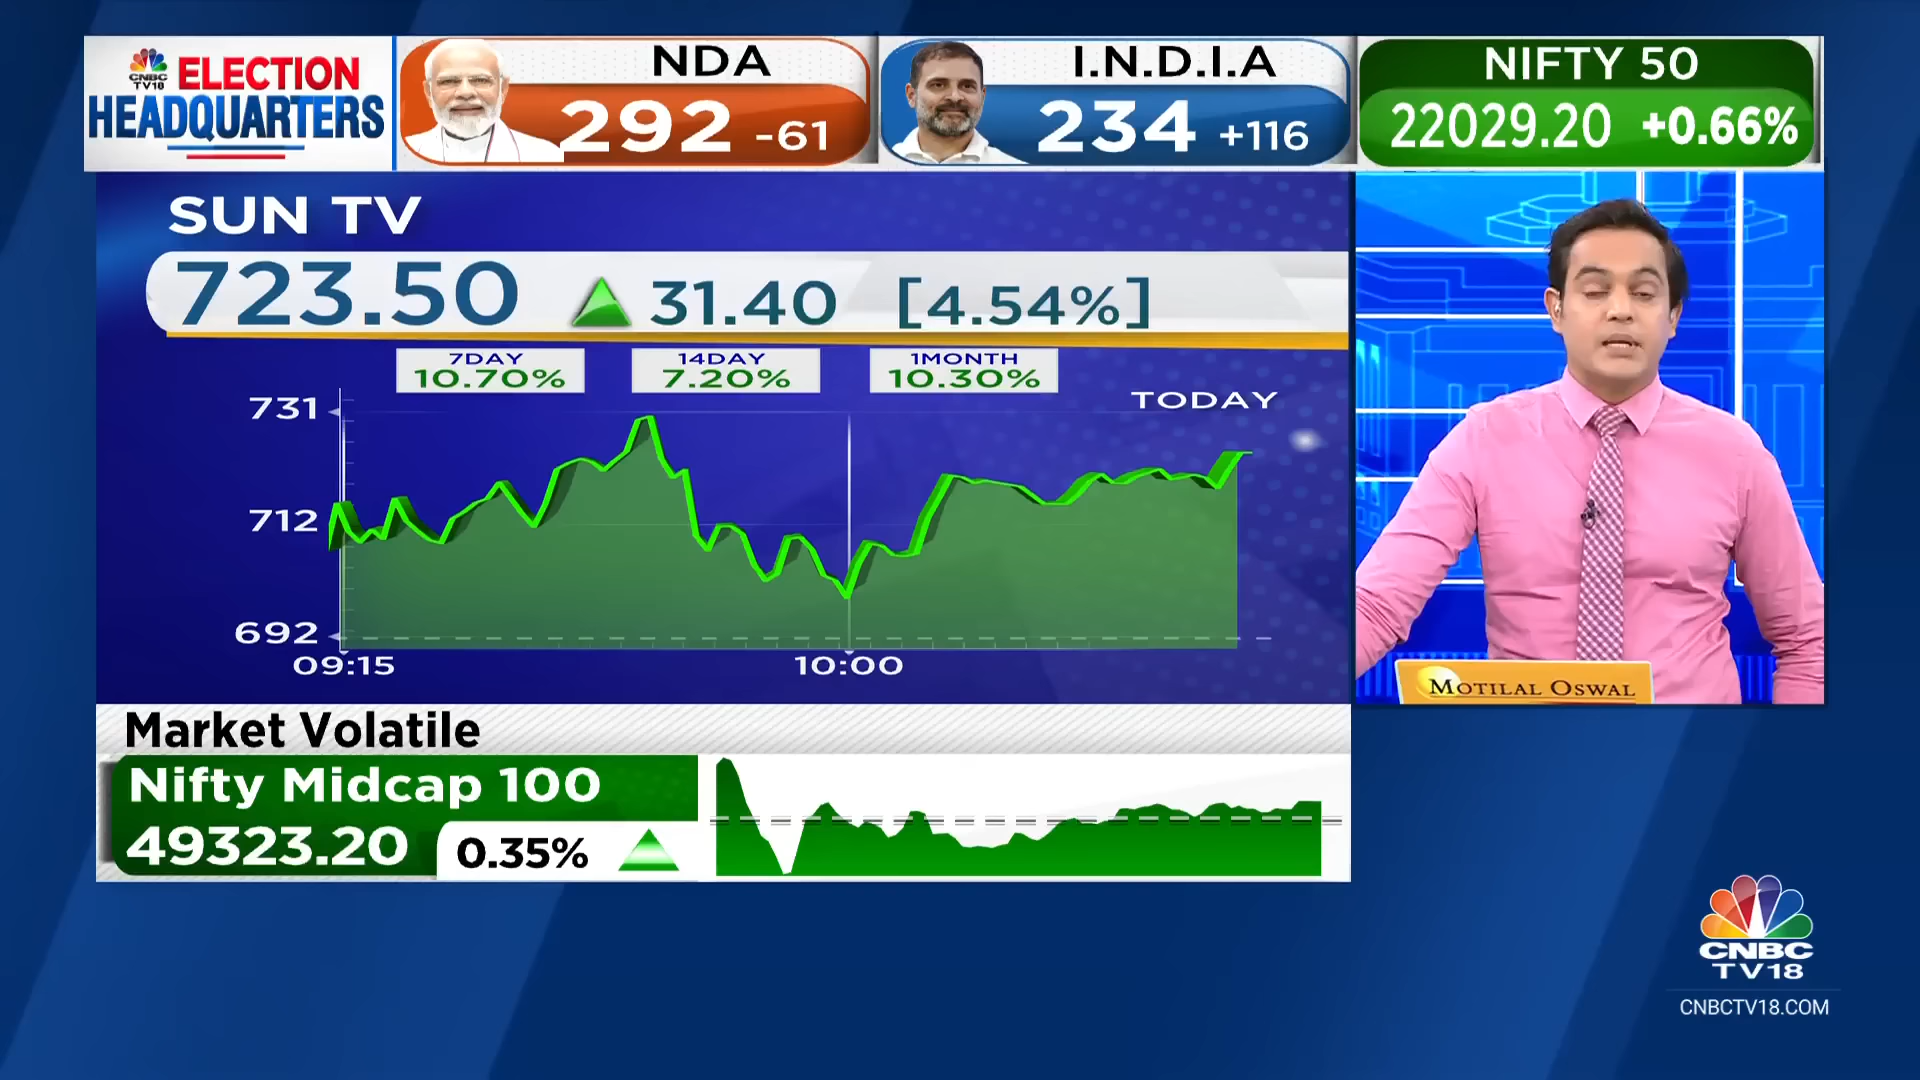 CNBC
TV18
ELECTION
HEADQUARTERS
NDA
292 -61
I.N.D.I.A
234 +116
NIFTY 50
22029.20 +0.66%
SUN TV
723.50 31.40 [4.54%]
7DAY
10.70%
14DAY
7.20%
1MONTH
10.30%
TODAY
731
712
692
09:15 10:00
MOTILAL OSWAL
Market Volatile
Nifty Midcap 100
49323.20 0.35%
CNBC
TV18
CNBCTV18.COM